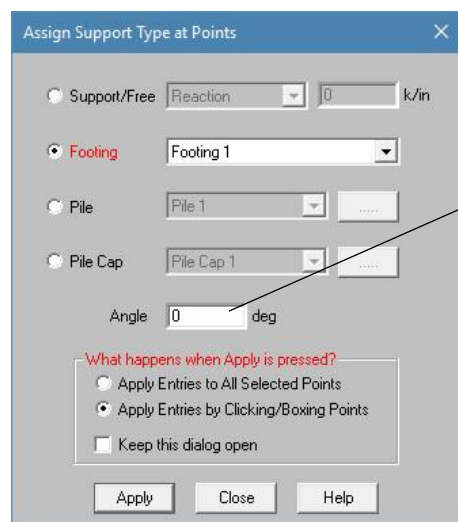 Assign Support Type at Points
Support/Free Reaction 0 k/in
Footing Footing 1
Pile Pile 1 .....
Pile Cap Pile Cap 1 .....
Angle 0 deg
What happens when Apply is pressed?
Apply Entries to All Selected Points
Apply Entries by Clicking/Boxing Points
Keep this dialog open
Apply Close Help